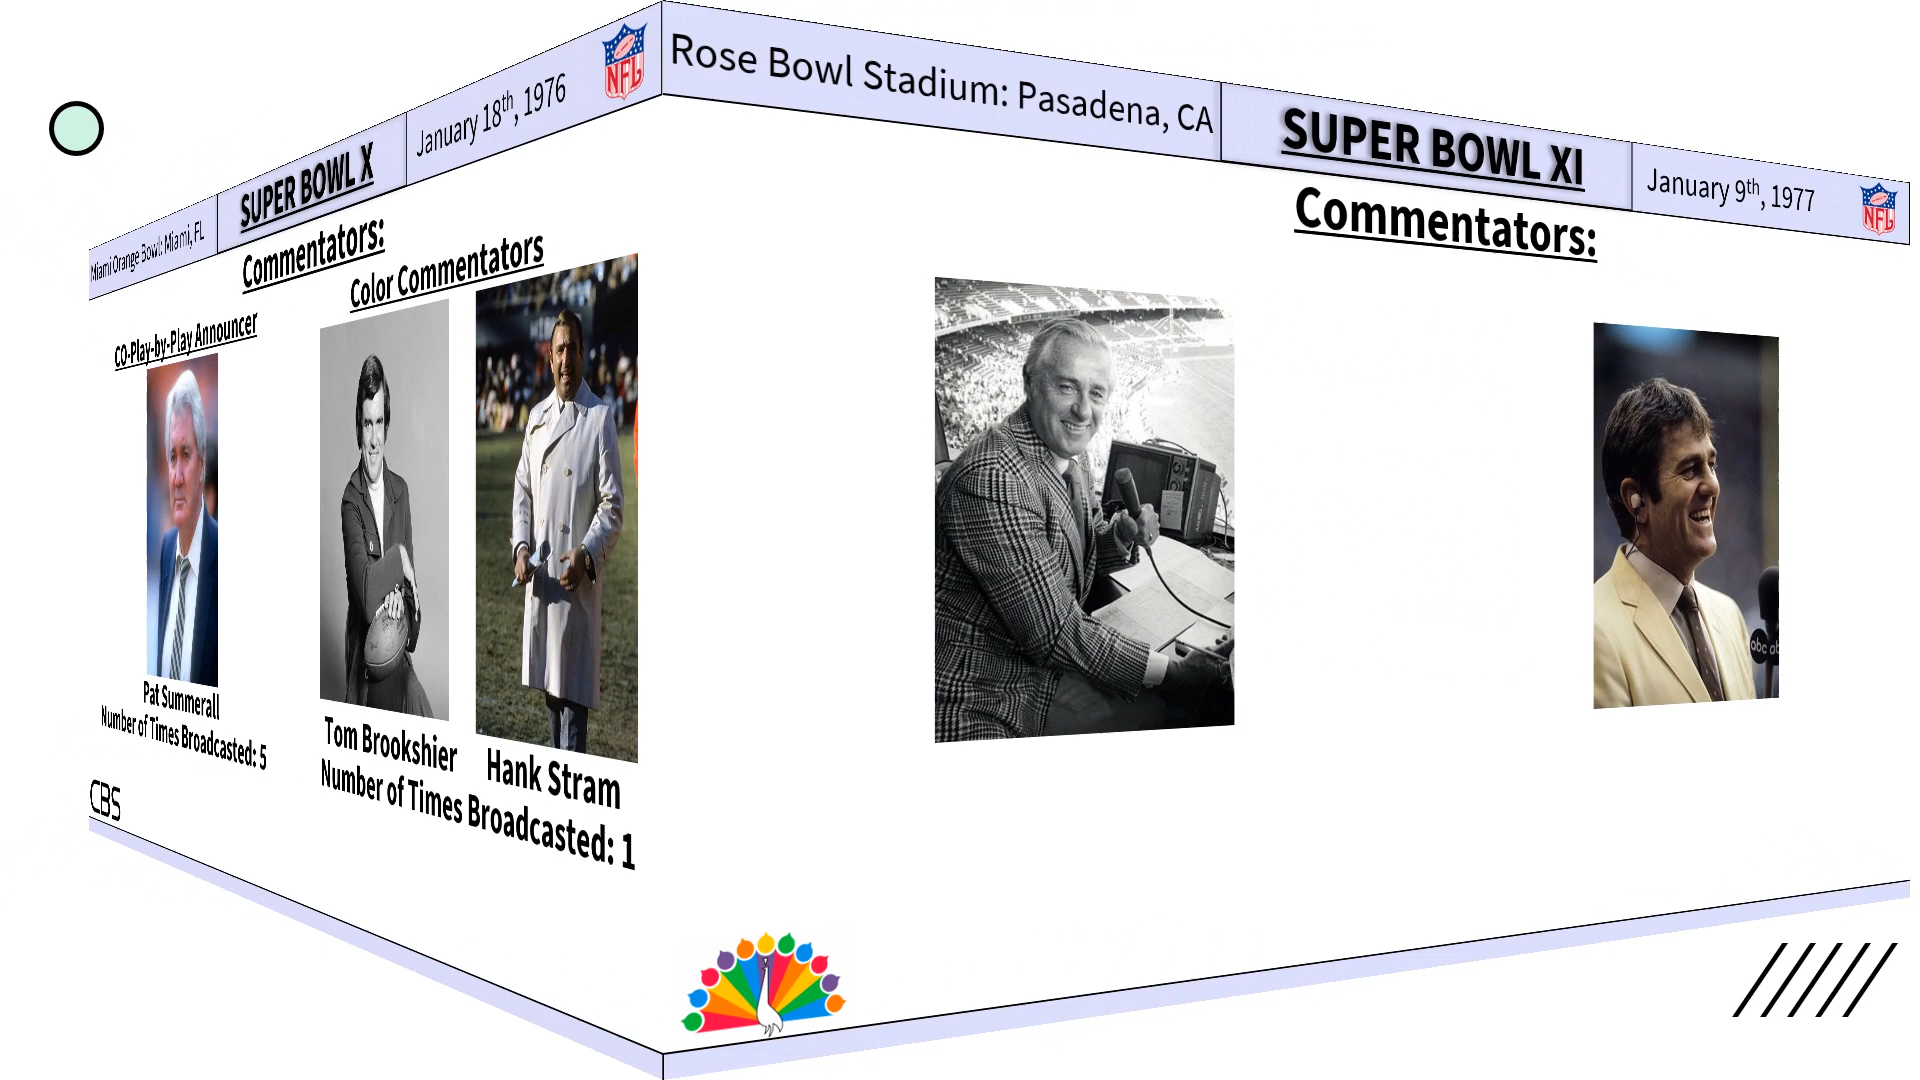 Miami Orange Bowl: Miami, FL
SUPER BOWL X
January 18th, 1976
NFL
Commentators:
CO-Play-by-Play Announcer
Color Commentators
Pat Summerall
Number of Times Broadcasted: 5
Tom Brookshier
Hank Stram
Number of Times Broadcasted: 1
CBS
Rose Bowl Stadium: Pasadena, CA
SUPER BOWL XI
January 9th, 1977
NFL
Commentators:
abc ab